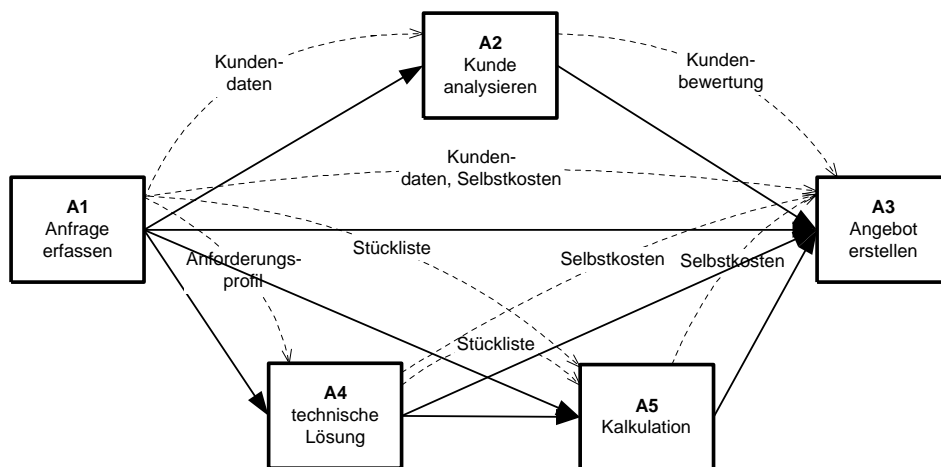 A2
Kunde
analysieren
Kunden-
daten
Kunden-
bewertung
Kunden-
daten, Selbstkosten
A1
Anfrage
erfassen
A3
Angebot
erstellen
Stückliste
Selbstkosten
Selbstkosten
Anforderungs-
profil
Stückliste
A4
technische
Lösung
A5
Kalkulation